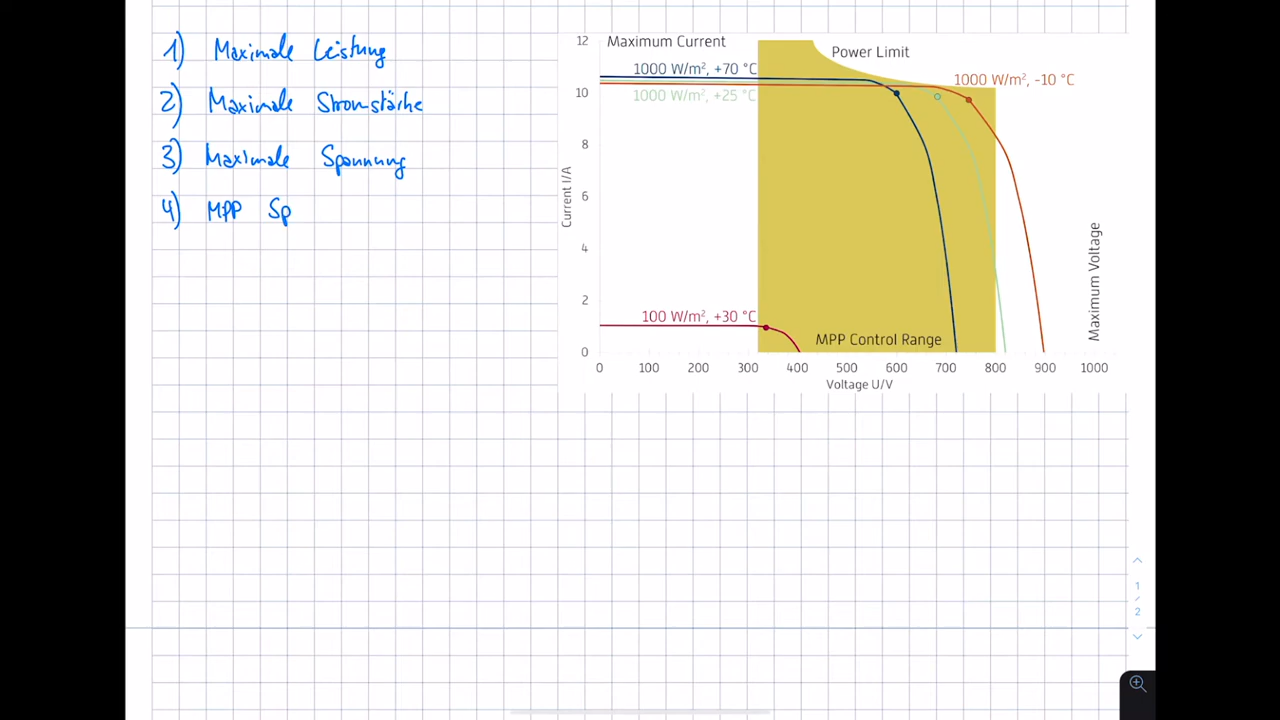 1) Maximale Leistung
2) Maximale Stromstärke
3) Maximale Spannung
4) MPP Sp
12
Maximum Current
Power Limit
1000 W/m², +70 °C
1000 W/m², -10 °C
10
1000 W/m², +25 °C
8
6
4
2
0
Current I/A
100 W/m², +30 °C
MPP Control Range
Maximum Voltage
0 100 200 300 400 500 600 700 800 900 1000
Voltage U/V
1
/
2